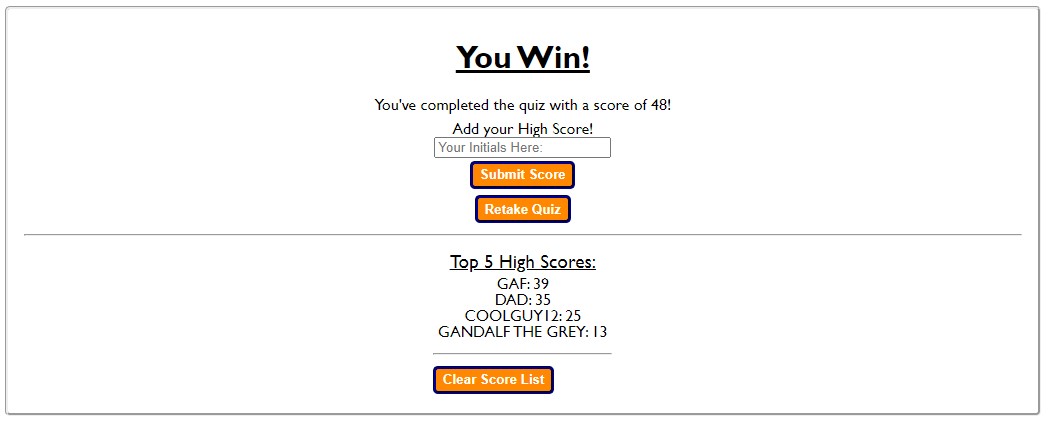 You Win!
You've completed the quiz with a score of 48!
Add your High Score!
Your Initials Here:
Submit Score
Retake Quiz
Top 5 High Scores:
GAF: 39
DAD: 35
COOLGUY12: 25
GANDALF THE GREY: 13
Clear Score List